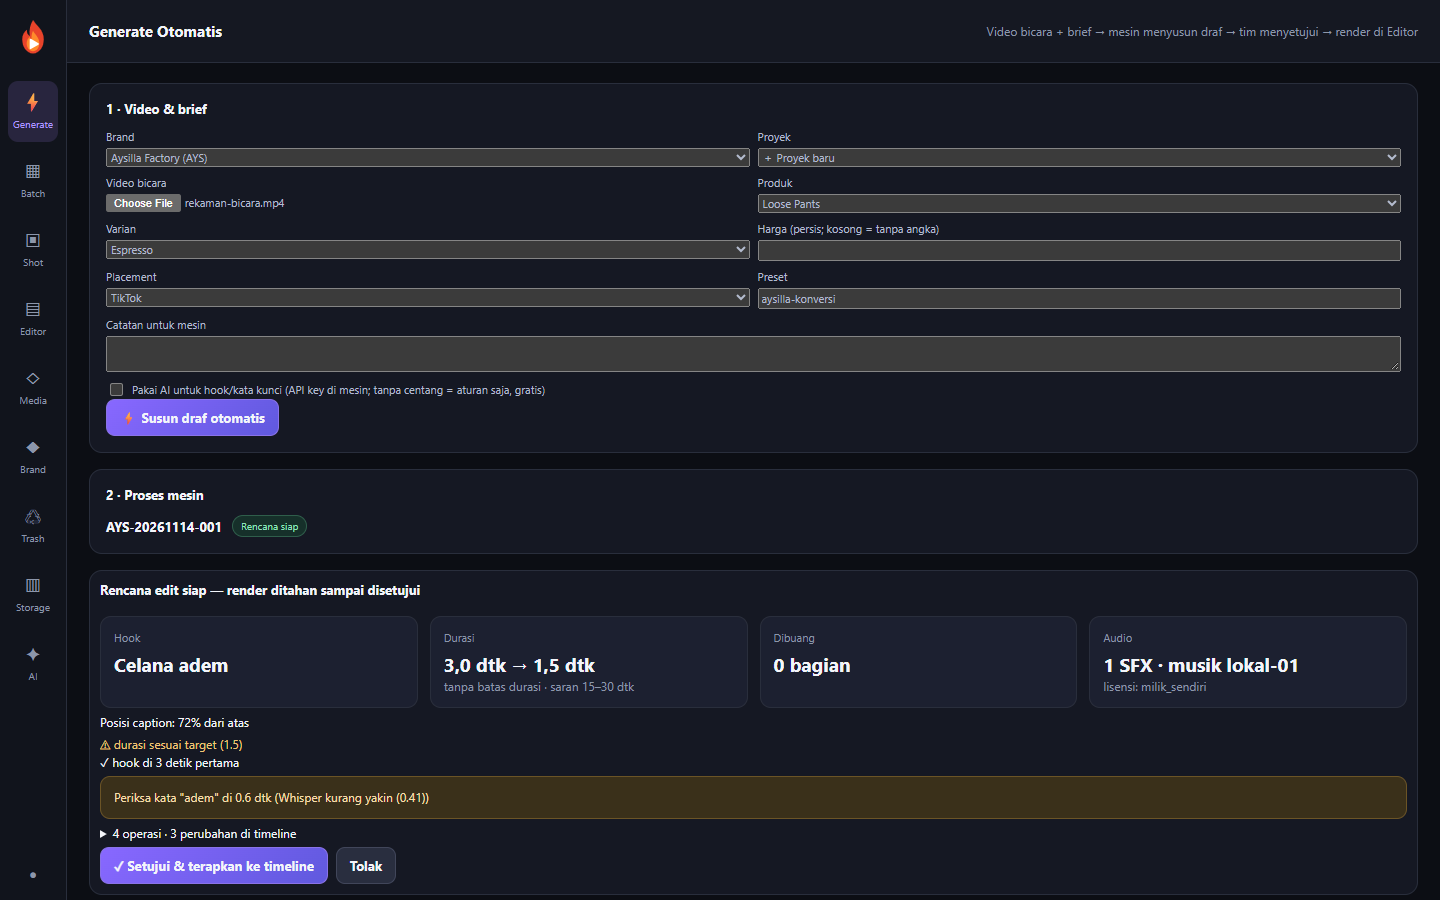 Generate Otomatis
Video bicara + brief → mesin menyusun draf → tim menyetujui → render di Editor
Generate
Batch
Shot
Editor
Media
Brand
Trash
Storage
AI
1 · Video & brief
Brand
Proyek
Aysilla Factory (AYS)
+ Proyek baru
Video bicara
Produk
Choose File rekaman-bicara.mp4
Loose Pants
Varian
Harga (persis; kosong = tanpa angka)
Espresso
Placement
Preset
TikTok
aysilla-konversi
Catatan untuk mesin
Pakai AI untuk hook/kata kunci (API key di mesin; tanpa centang = aturan saja, gratis)
Susun draf otomatis
2 · Proses mesin
AYS-20261114-001 Rencana siap
Rencana edit siap — render ditahan sampai disetujui
Hook
Celana adem
Durasi
3,0 dtk → 1,5 dtk
tanpa batas durasi · saran 15–30 dtk
Dibuang
0 bagian
Audio
1 SFX · musik lokal-01
lisensi: milik_sendiri
Posisi caption: 72% dari atas
⚠ durasi sesuai target (1.5)
✓ hook di 3 detik pertama
Periksa kata "adem" di 0.6 dtk (Whisper kurang yakin (0.41))
▶ 4 operasi · 3 perubahan di timeline
✓ Setujui & terapkan ke timeline
Tolak